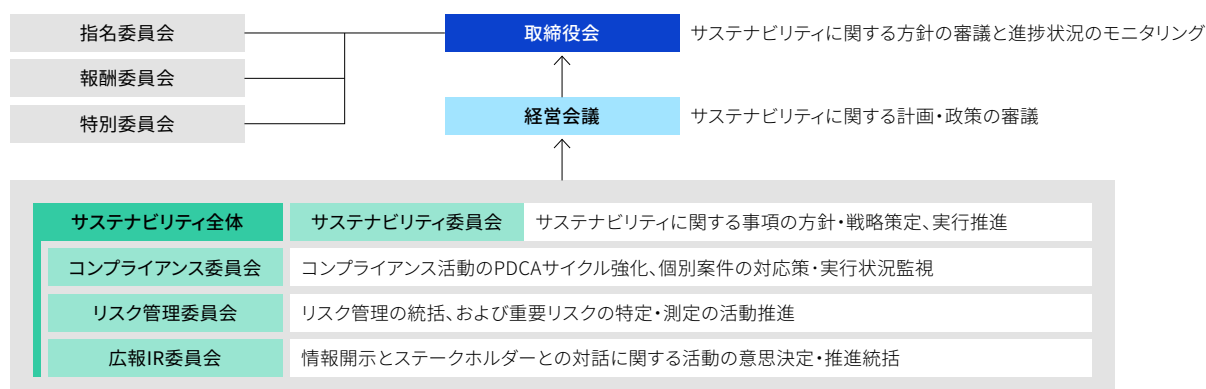 指名委員会
報酬委員会
特別委員会
取締役会
サステナビリティに関する方針の審議と進捗状況のモニタリング
経営会議
サステナビリティに関する計画・政策の審議
サステナビリティ全体
サステナビリティ委員会
サステナビリティに関する事項の方針・戦略策定、実行推進
コンプライアンス委員会
コンプライアンス活動のPDCAサイクル強化、個別案件の対応策・実行状況監視
リスク管理委員会
リスク管理の統括、および重要リスクの特定・測定の活動推進
広報IR委員会
情報開示とステークホルダーとの対話に関する活動の意思決定・推進統括